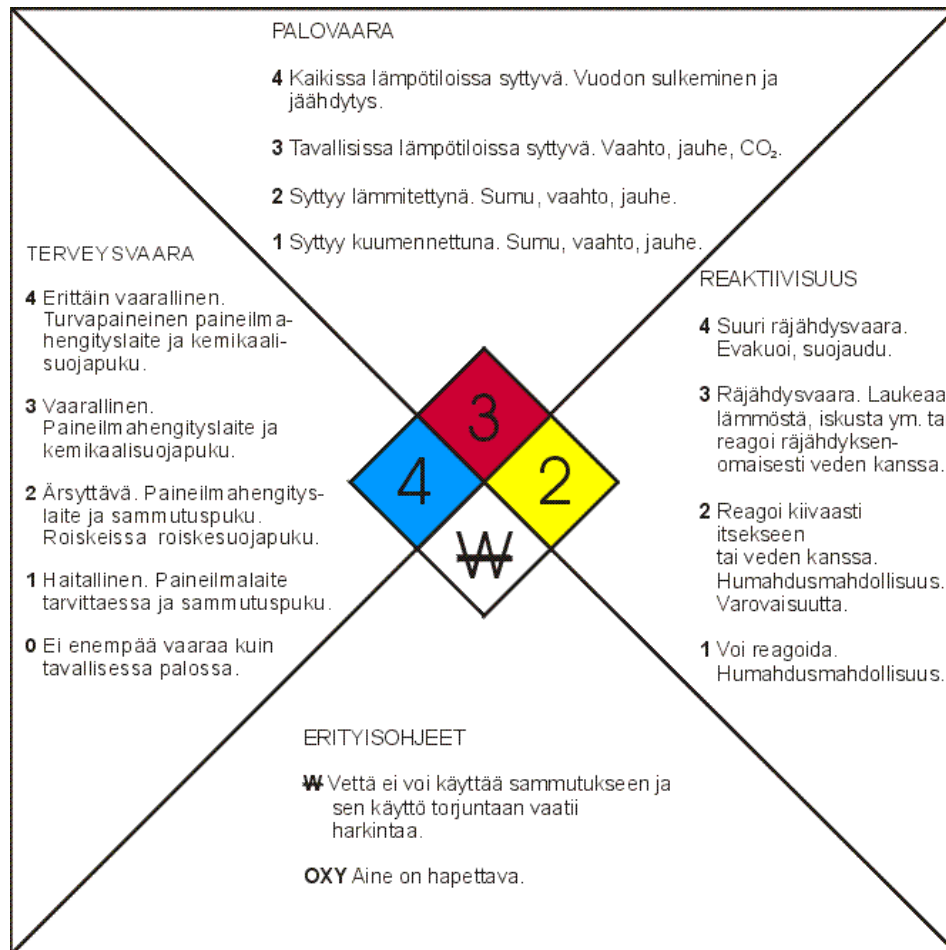 PALOVAARA
4 Kaikissa lämpötiloissa syttyvä. Vuodon sulkeminen ja
jäähdytys.
3 Tavallisissa lämpötiloissa syttyvä. Vaahto, jauhe, CO₂.
2 Syttyy lämmitettynä. Sumu, vaahto, jauhe.
1 Syttyy kuumennettuna. Sumu, vaahto, jauhe.
TERVEYSVAARA
4 Erittäin vaarallinen.
Turvapaineinen paineilma-
hengityslaite ja kemikaali-
suojapuku.
3 Vaarallinen.
Paineilmahengityslaite ja
kemikaalisuojapuku.
2 Ärsyttävä. Paineilmahengitys-
laite ja sammutuspuku.
Roiskeissa roiskesuojapuku.
1 Haitallinen. Paineilmalaite
tarvittaessa ja sammutuspuku.
0 Ei enempää vaaraa kuin
tavallisessa palossa.
3
4
2
W
REAKTIIVISUUS
4 Suuri räjähdysvaara.
Evakuoi, suojaudu.
3 Räjähdysvaara. Laukeaa
lämmöstä, iskusta ym. ta
reagoi räjähdyksen-
omaisesti veden kanssa.
2 Reagoi kiivaasti
itsekseen
tai veden kanssa.
Humahdusmahdollisuus.
Varovaisuutta.
1 Voi reagoida.
Humahdusmahdollisuus.
ERITYISOHJEET
W Vettä ei voi käyttää sammutukseen ja
sen käyttö torjuntaan vaatii
harkintaa.
OXY Aine on hapettava.